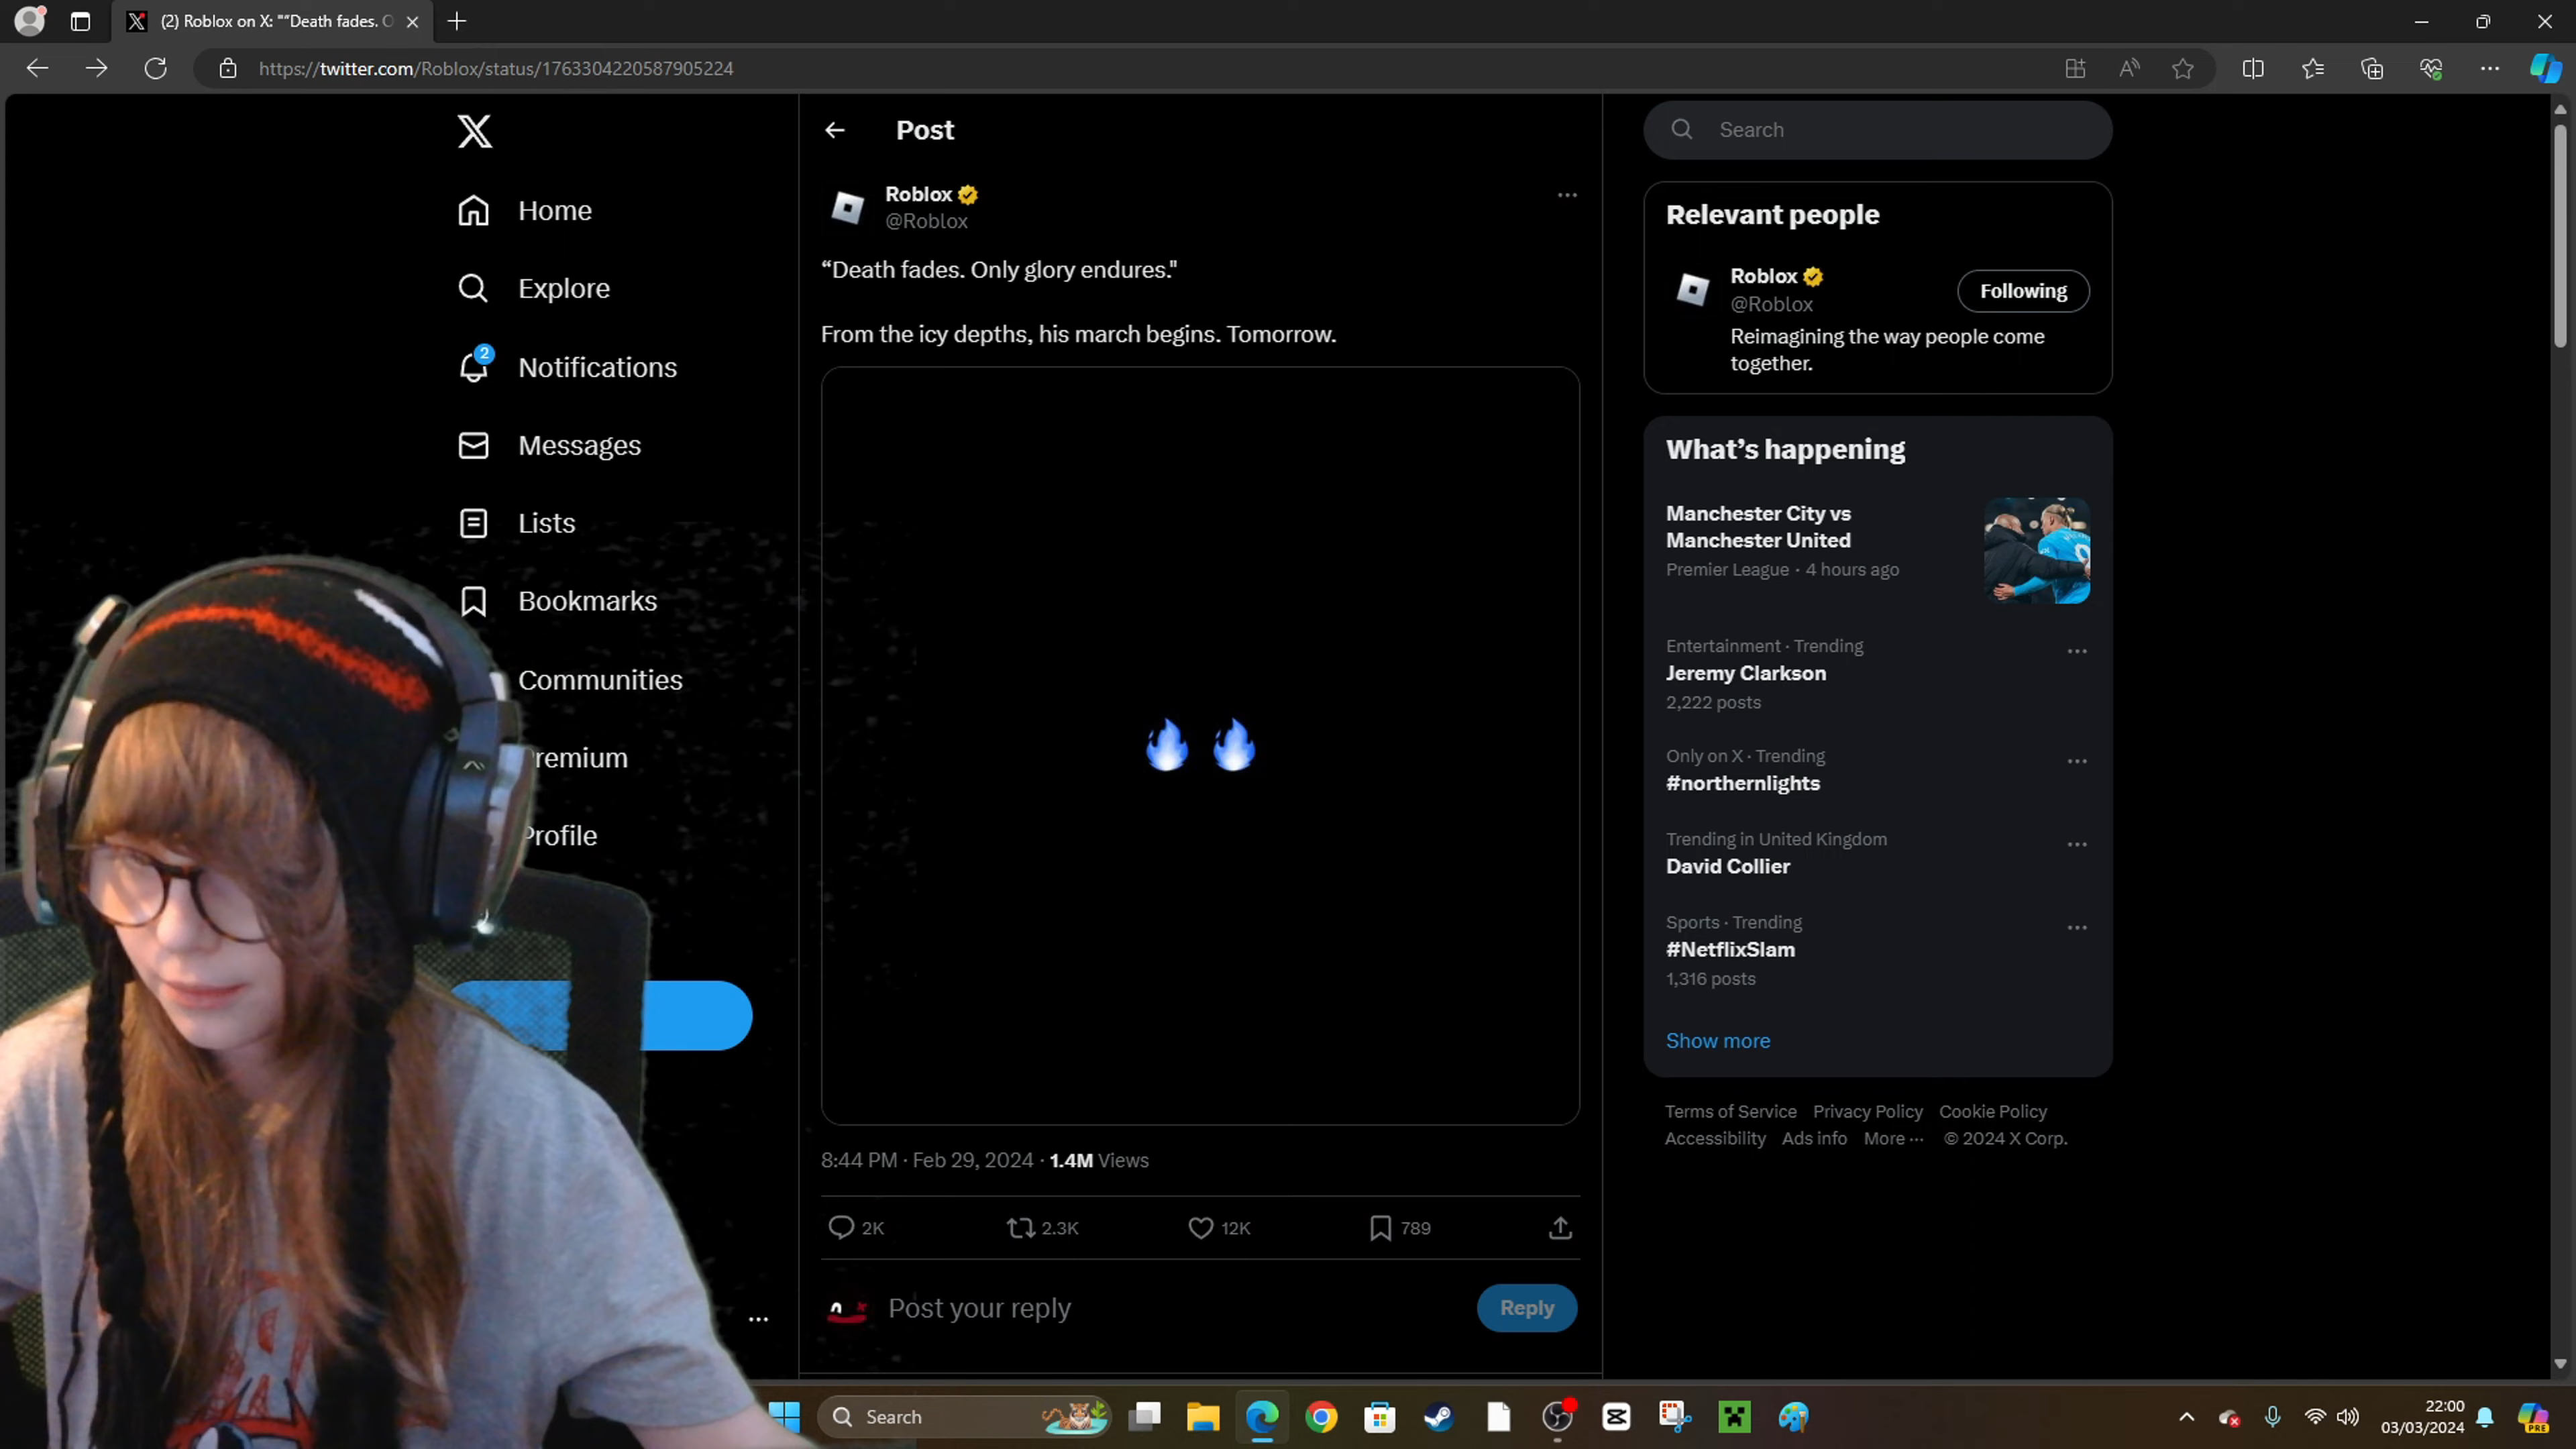 (2) Roblox on X: "“Death fades. O
https://twitter.com/Roblox/status/1763304220587905224
Home
Explore
2
Notifications
Messages
Lists
Bookmarks
Communities
remium
Profile
Post
Roblox
@Roblox
“Death fades. Only glory endures."
From the icy depths, his march begins. Tomorrow.
8:44 PM · Feb 29, 2024 · 1.4M Views
2K 2.3K 12K 789
Post your reply
Reply
Search
Relevant people
Roblox
@Roblox
Following
Reimagining the way people come
together.
What’s happening
Manchester City vs
Manchester United
Premier League · 4 hours ago
Entertainment · Trending
Jeremy Clarkson
2,222 posts
Only on X · Trending
#northernlights
Trending in United Kingdom
David Collier
Sports · Trending
#NetflixSlam
1,316 posts
Show more
Terms of Service Privacy Policy Cookie Policy
Accessibility Ads info More ··· © 2024 X Corp.
Search
22:00
03/03/2024
PRE